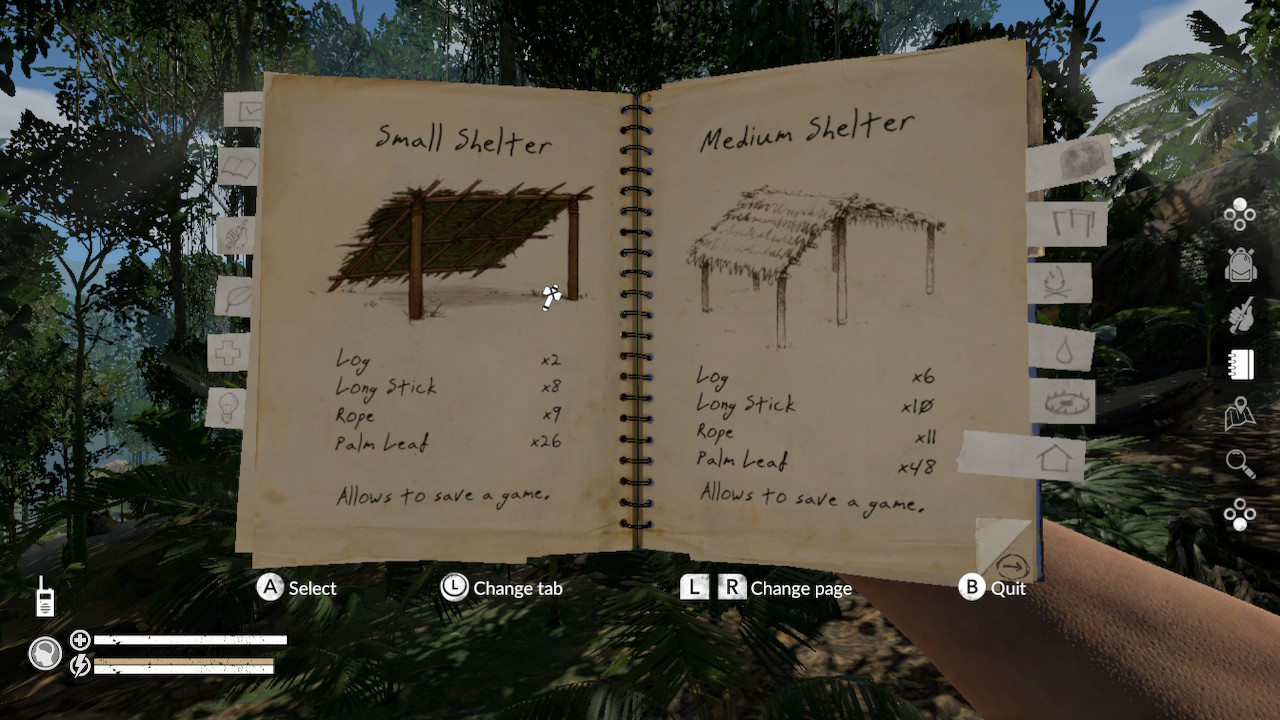 Small Shelter
Log x2
Long Stick x8
Rope x9
Palm Leaf x26
Allows to save a game.
Medium Shelter
Log x6
Long Stick x10
Rope x11
Palm Leaf x48
Allows to save a game.
A Select
L Change tab
L R Change page
B Quit